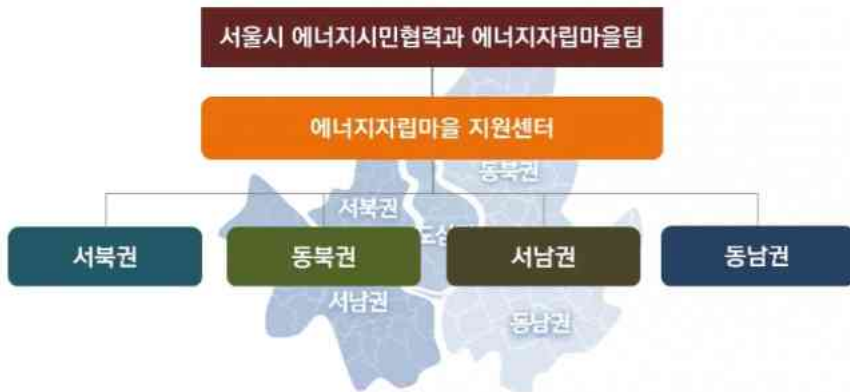 서울시 에너지시민협력과 에너지자립마을팀
에너지자립마을 지원센터
동북권
서북권
서북권
동북권
서남권
동남권
서남권
동남권